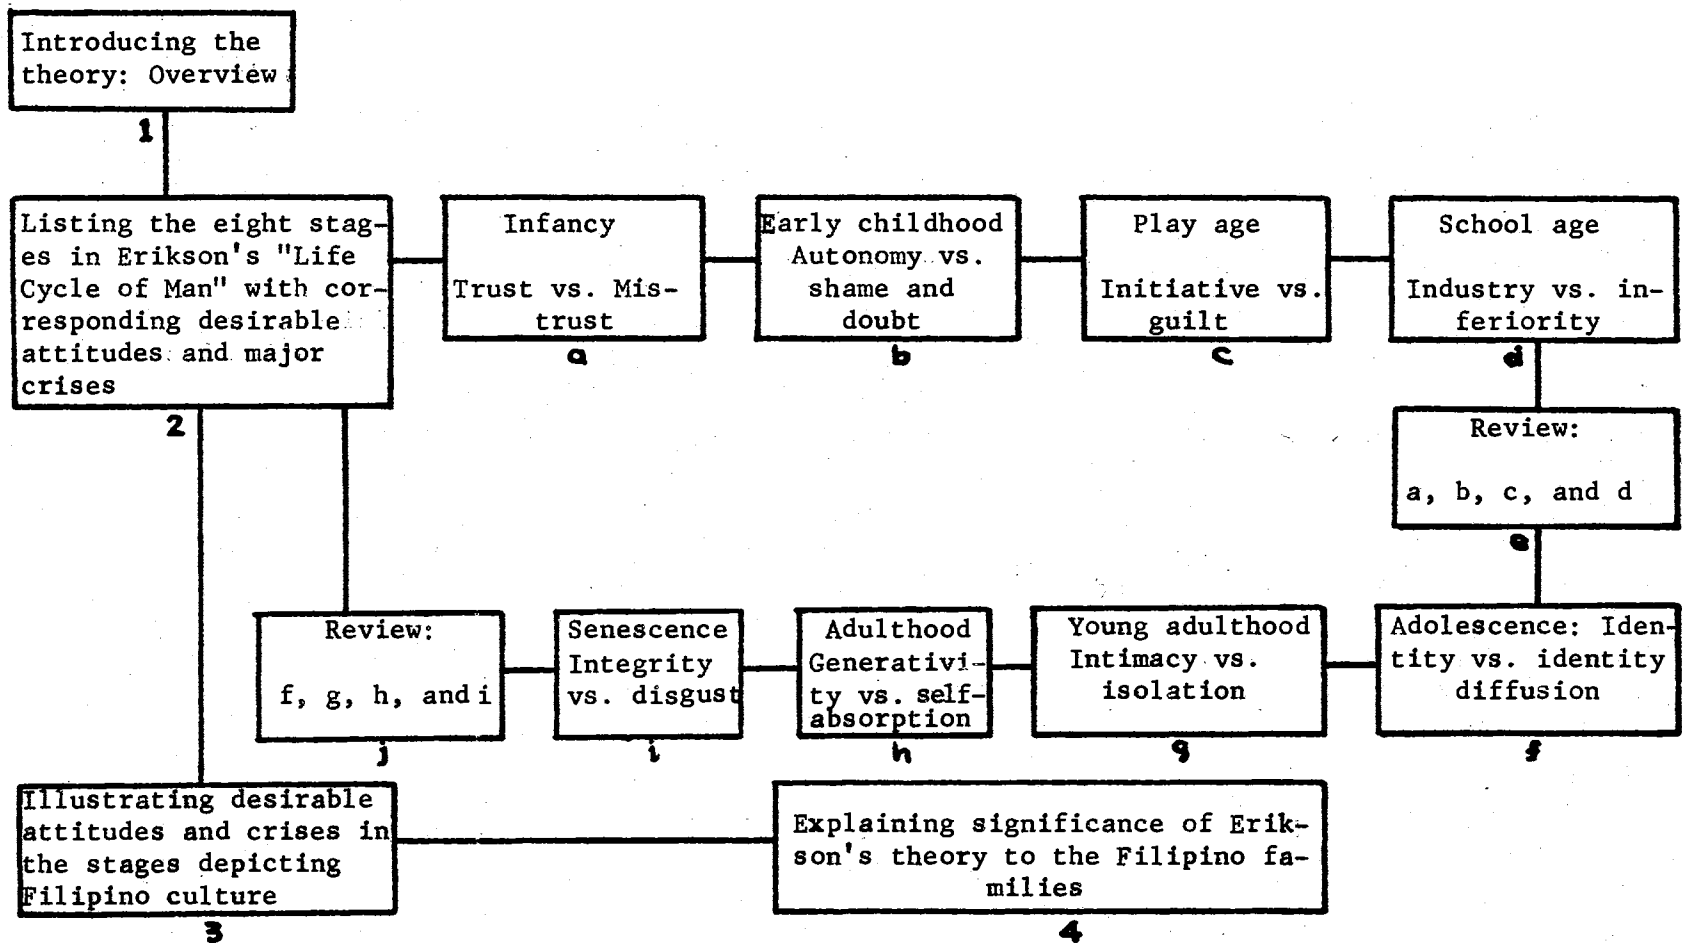 Introducing the
theory: Overview
1
Listing the eight stag-
es in Erikson's "Life
Cycle of Man" with cor-
responding desirable
attitudes and major
crises
2
Infancy
Trust vs. Mis-
trust
a
Early childhood
Autonomy vs.
shame and
doubt
b
Play age
Initiative vs.
guilt
c
School age
Industry vs. in-
feriority
d
Review:
a, b, c, and d
e
Adolescence: Iden-
tity vs. identity
diffusion
f
Young adulthood
Intimacy vs.
isolation
g
Adulthood
Generativi-
ty vs. self-
absorption
h
Senescence
Integrity
vs. disgust
i
Review:
f, g, h, and i
j
Illustrating desirable
attitudes and crises in
the stages depicting
Filipino culture
3
Explaining significance of Erik-
son's theory to the Filipino fa-
milies
4